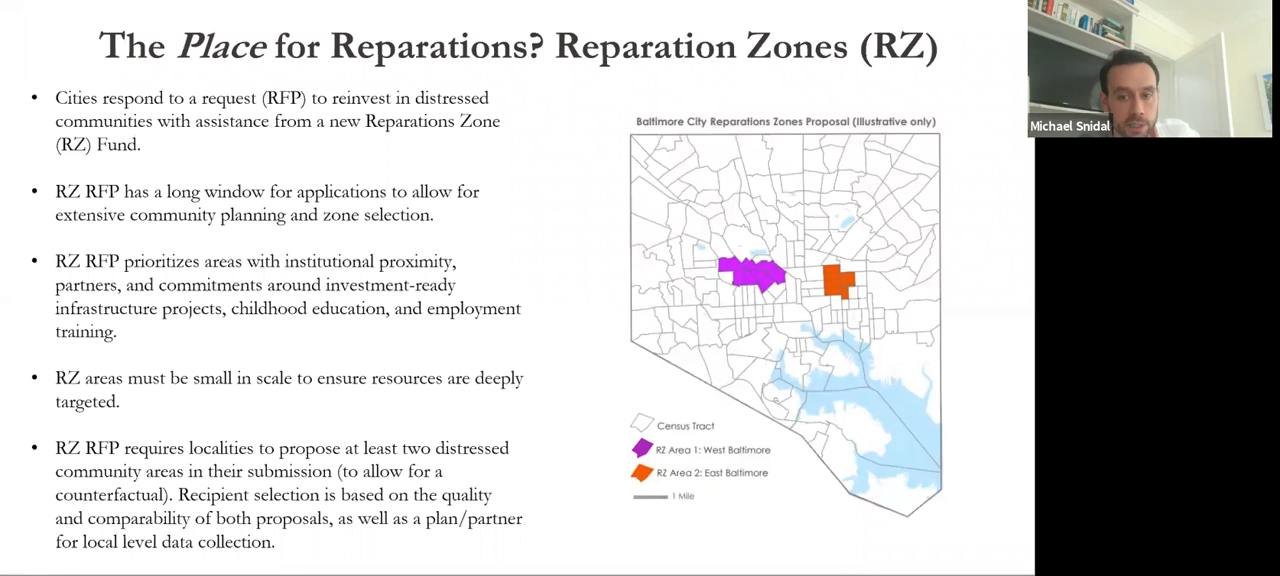 The Place for Reparations? Reparation Zones (RZ)
• Cities respond to a request (RFP) to reinvest in distressed
communities with assistance from a new Reparations Zone
(RZ) Fund.
• RZ RFP has a long window for applications to allow for
extensive community planning and zone selection.
• RZ RFP prioritizes areas with institutional proximity,
partners, and commitments around investment-ready
infrastructure projects, childhood education, and employment
training.
• RZ areas must be small in scale to ensure resources are deeply
targeted.
• RZ RFP requires localities to propose at least two distressed
community areas in their submission (to allow for a
counterfactual). Recipient selection is based on the quality
and comparability of both proposals, as well as a plan/partner
for local level data collection.
Baltimore City Reparations Zones Proposal (Illustrative only)
Census Tract
RZ Area 1: West Baltimore
RZ Area 2: East Baltimore
1 Mile
Michael Snidal